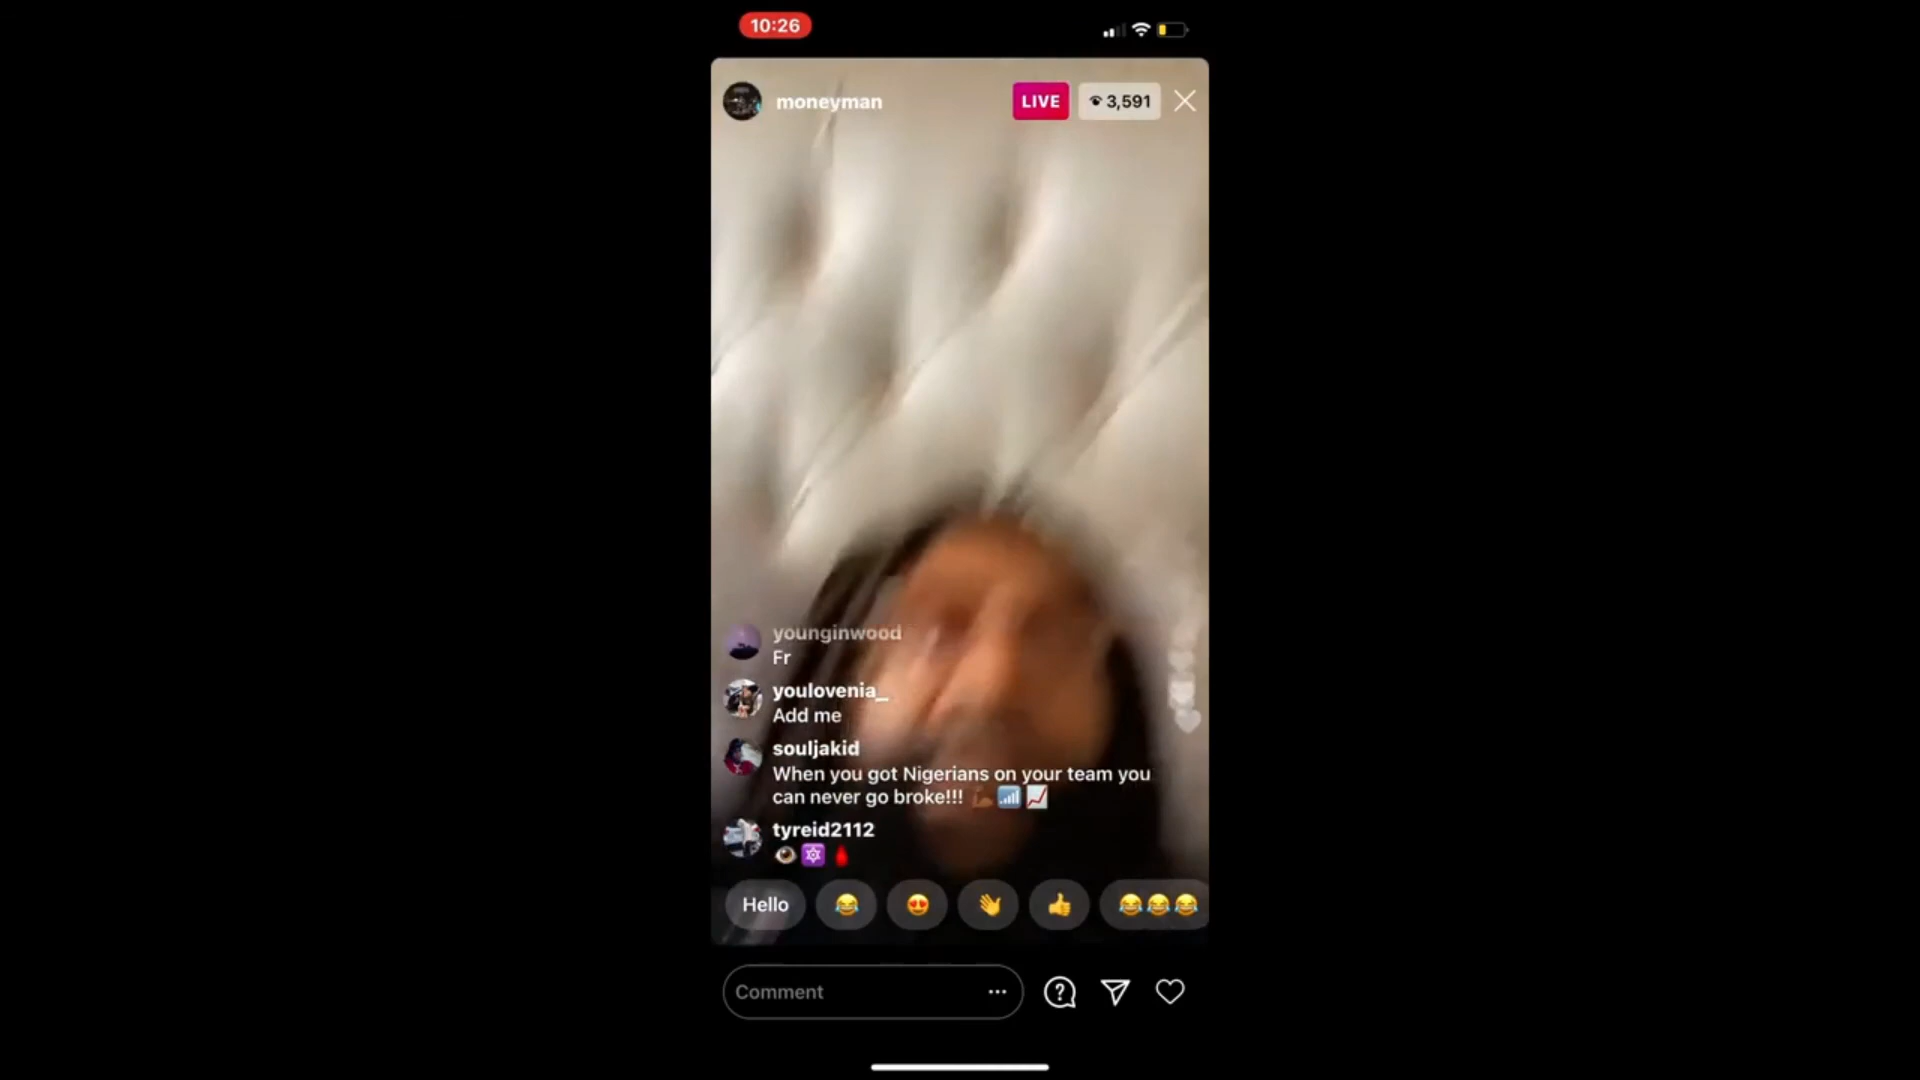 10:26
moneyman
LIVE
3,591
younginwood
Fr
youlovenia_
Add me
souljakid
When you got Nigerians on your team you
can never go broke!!! 💪🏾📶📈
tyreid2112
👁️🔯🩸
Hello 😂 😍 👋 👍 😂😂😂
Comment